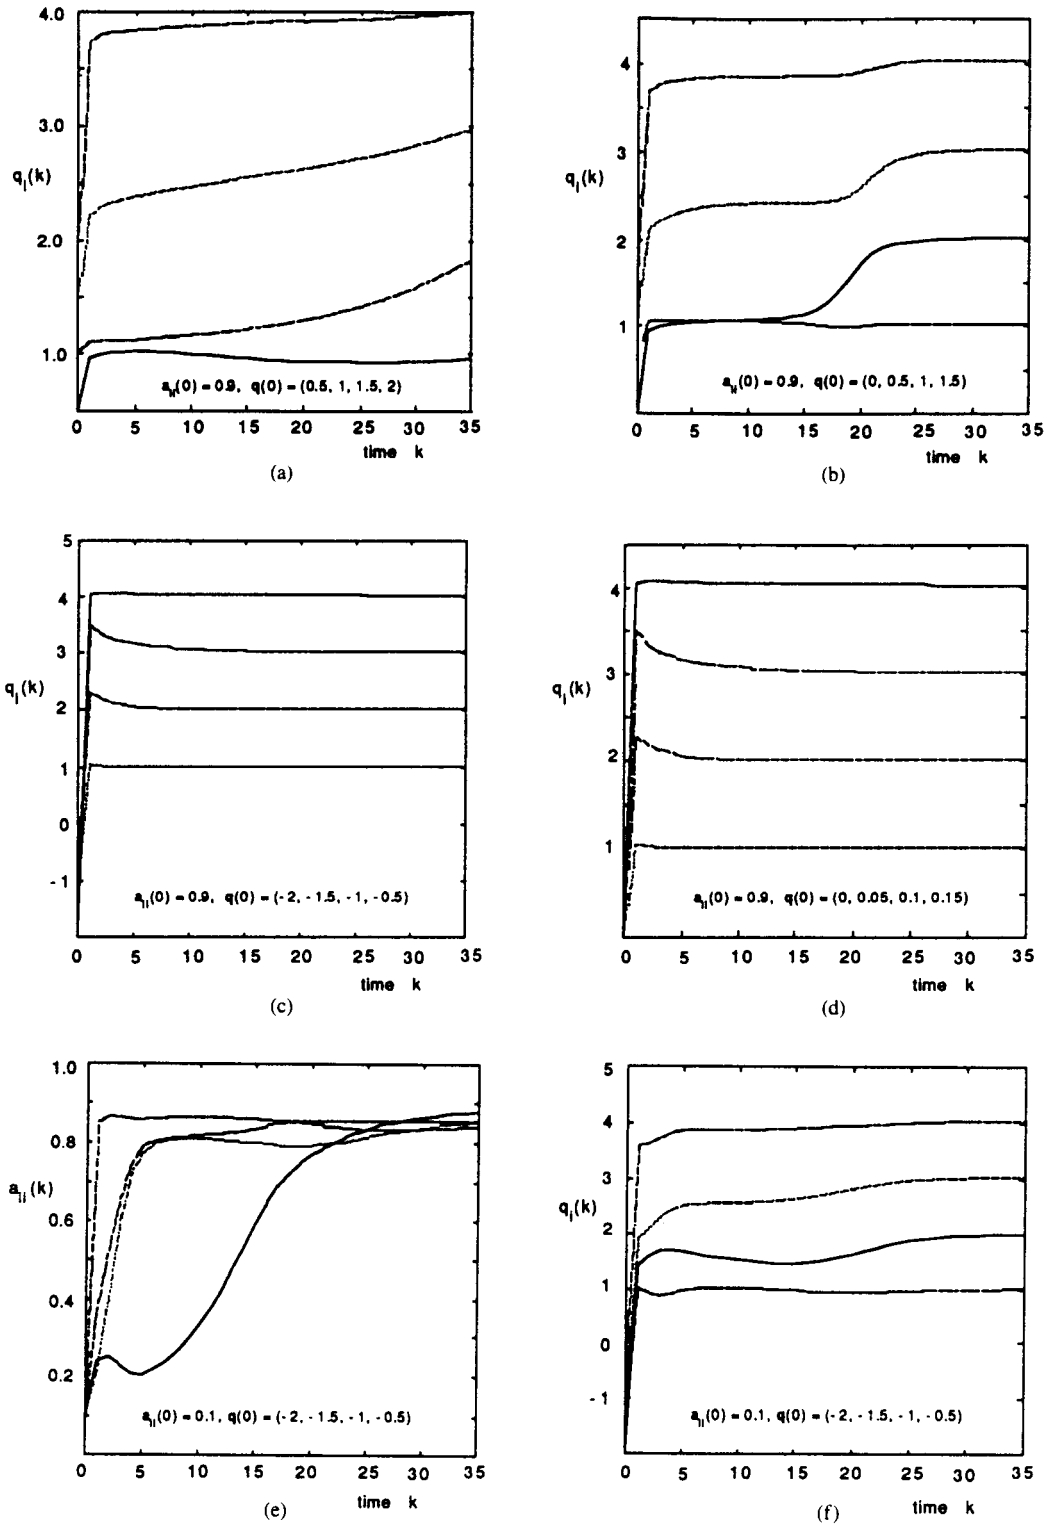 4.0
3.0
q_i(k)
2.0
1.0
a_ii(0) = 0.9, q(0) = (0.5, 1, 1.5, 2)
0 5 10 15 20 25 30 35
time k
(a)
4
3
q_i(k)
2
1
a_ii(0) = 0.9, q(0) = (0, 0.5, 1, 1.5)
0 5 10 15 20 25 30 35
time k
(b)
5
4
3
q_i(k)
2
1
0
-1
a_ii(0) = 0.9, q(0) = (-2, -1.5, -1, -0.5)
0 5 10 15 20 25 30 35
time k
(c)
4
3
q_i(k)
2
1
a_ii(0) = 0.9, q(0) = (0, 0.05, 0.1, 0.15)
0 5 10 15 20 25 30 35
time k
(d)
1.0
0.8
a_ii(k)
0.6
0.4
0.2
a_ii(0) = 0.1, q(0) = (-2, -1.5, -1, -0.5)
0 5 10 15 20 25 30 35
time k
(e)
5
4
3
q_i(k)
2
1
0
-1
a_ii(0) = 0.1, q(0) = (-2, -1.5, -1, -0.5)
0 5 10 15 20 25 30 35
time k
(f)